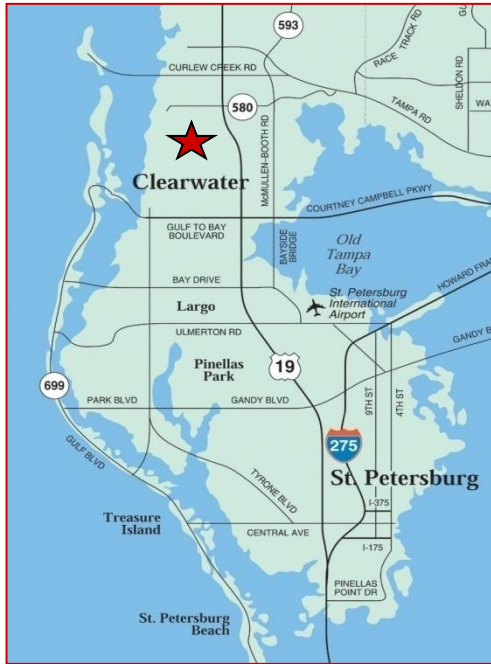 593
CURLEW CREEK RD
RACE TRACK RD
SHELDON RD
GU
WA
580
TAMPA RD
McMULLEN-BOOTH RD
Clearwater
COURTNEY CAMPBELL PKWY
GULF TO BAY
BOULEVARD
BAYSIDE
BRIDGE
Old
Tampa
Bay
HOWARD FRA
BAY DRIVE
St. Petersburg
International
Airport
Largo
ULMERTON RD
GANDY B
Pinellas
Park
19
699
PARK BLVD
GANDY BLVD
9TH ST
4TH ST
275
GULF BLVD
TYRONE BLVD
St. Petersburg
I-375
Treasure
Island
CENTRAL AVE
I-175
PINELLAS
POINT DR
St. Petersburg
Beach